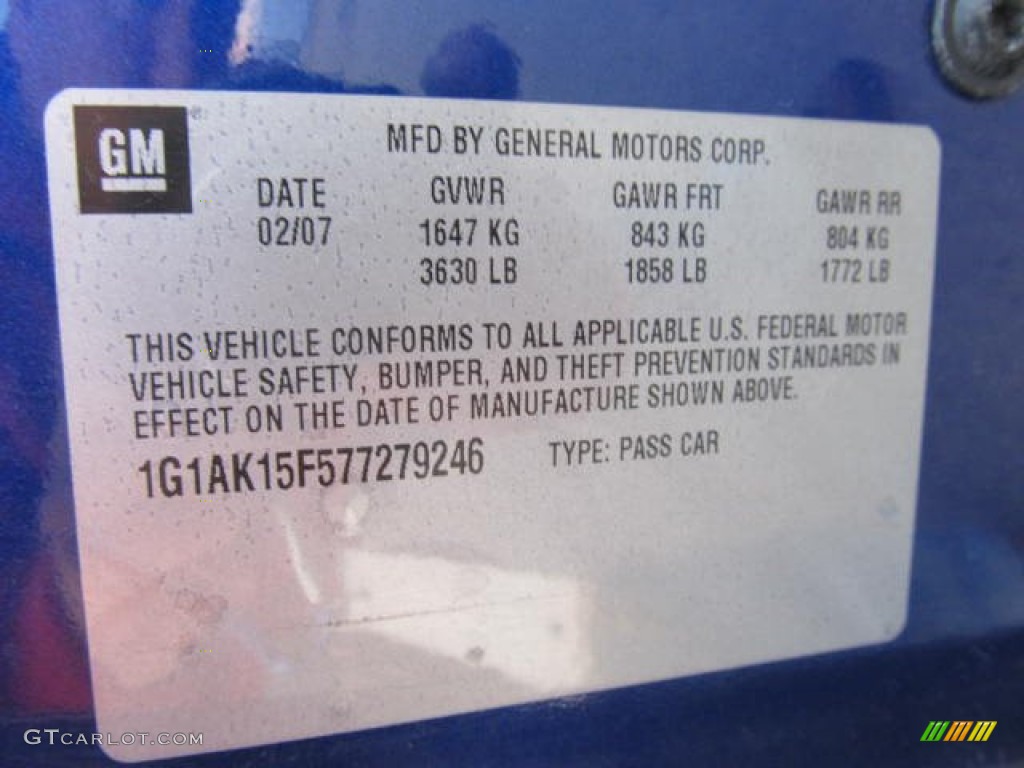 GM
MFD BY GENERAL MOTORS CORP.
DATE GVWR GAWR FRT GAWR RR
02/07 1647 KG 843 KG 804 KG
3630 LB 1858 LB 1772 LB
THIS VEHICLE CONFORMS TO ALL APPLICABLE U.S. FEDERAL MOTOR
VEHICLE SAFETY, BUMPER, AND THEFT PREVENTION STANDARDS IN
EFFECT ON THE DATE OF MANUFACTURE SHOWN ABOVE.
1G1AK15F577279246 TYPE: PASS CAR
GTCARLOT.COM